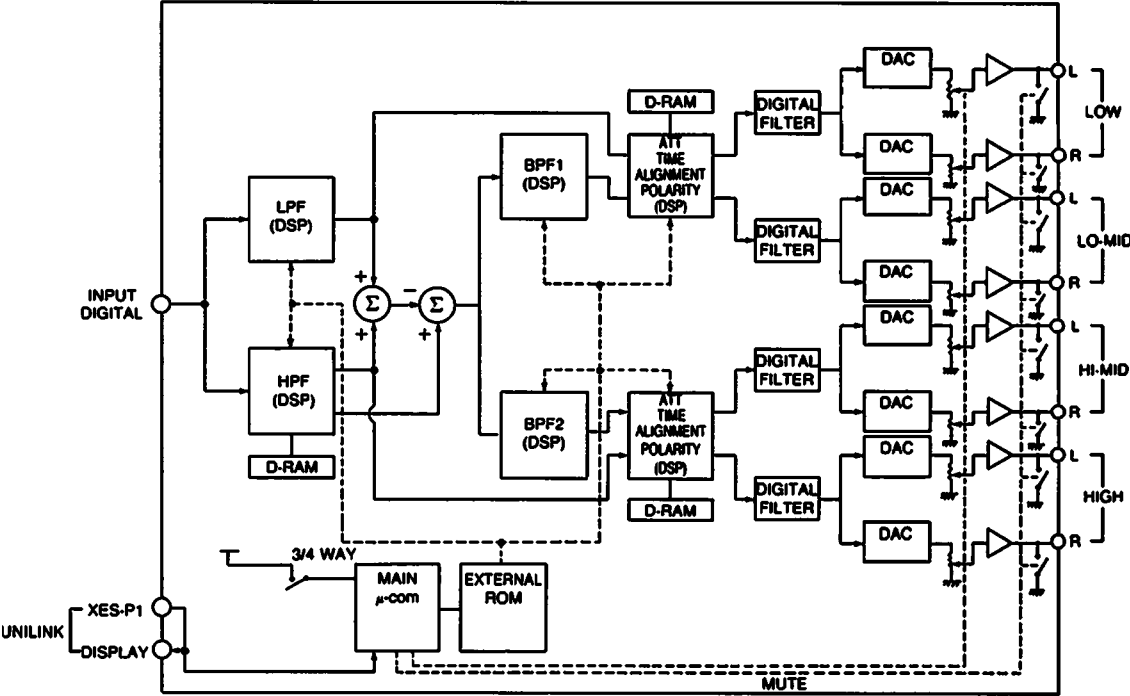 DAC
L
D-RAM
DIGITAL
FILTER
LOW
BPF1
(DSP)
ATT
TIME
ALIGNMENT
POLARITY
(DSP)
DAC
R
LPF
(DSP)
DAC
L
DIGITAL
FILTER
LO-MID
+
−
Σ
Σ
+
+
DAC
R
INPUT
DIGITAL
DAC
L
HPF
(DSP)
DIGITAL
FILTER
HI-MID
BPF2
(DSP)
ATT
TIME
ALIGNMENT
POLARITY
(DSP)
DAC
R
D-RAM
DAC
L
DIGITAL
FILTER
HIGH
D-RAM
DAC
R
3/4 WAY
MAIN
μ-com
EXTERNAL
ROM
UNILINK
XES-P1
DISPLAY
MUTE